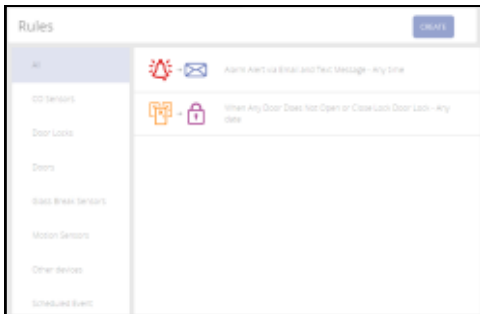 Rules
CREATE
All
CO Sensors
Door Locks
Doors
Glass Break Sensors
Motion Sensors
Other devices
Scheduled Event
Alarm Alert via Email and Text Message - Any time
When Any Door Does Not Open or Close Lock Door Lock - Any
date